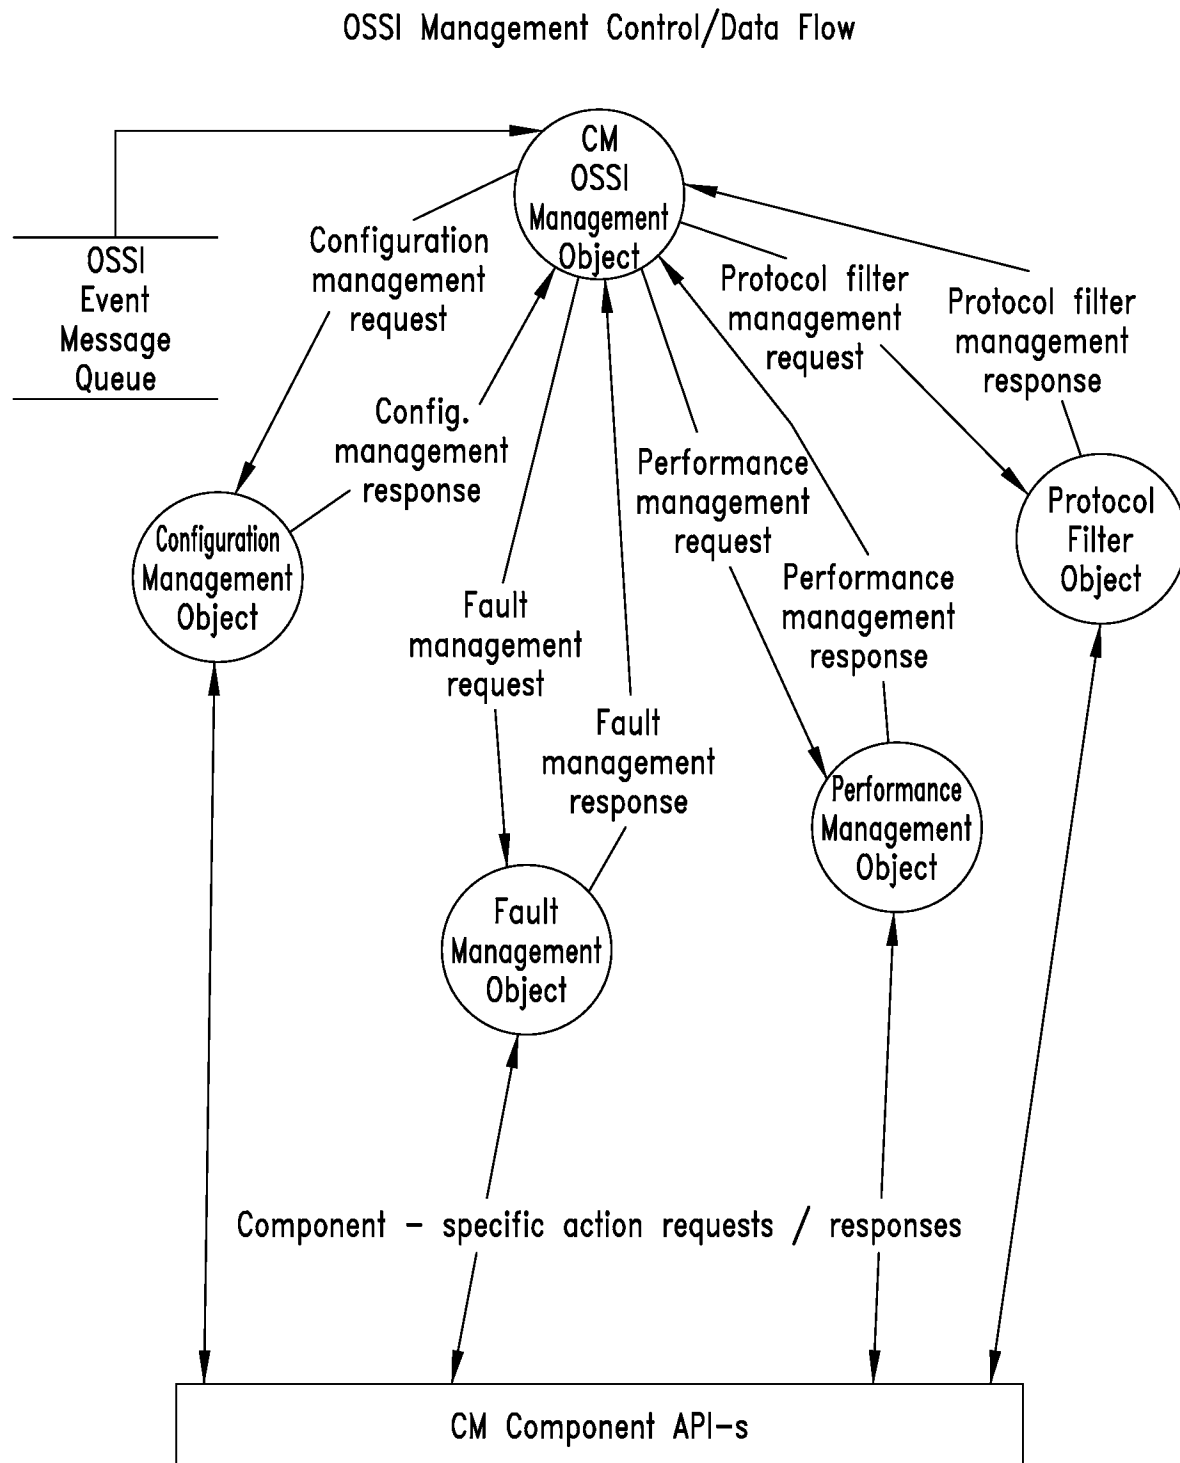 OSSI Management Control/Data Flow
CM
OSSI
Management
Object
OSSI
Event
Message
Queue
Configuration
management
request
Config.
management
response
Protocol filter
management
request
Protocol filter
management
response
Performance
management
request
Performance
management
response
Fault
management
request
Fault
management
response
Configuration
Management
Object
Protocol
Filter
Object
Performance
Management
Object
Fault
Management
Object
Component - specific action requests / responses
CM Component API-s